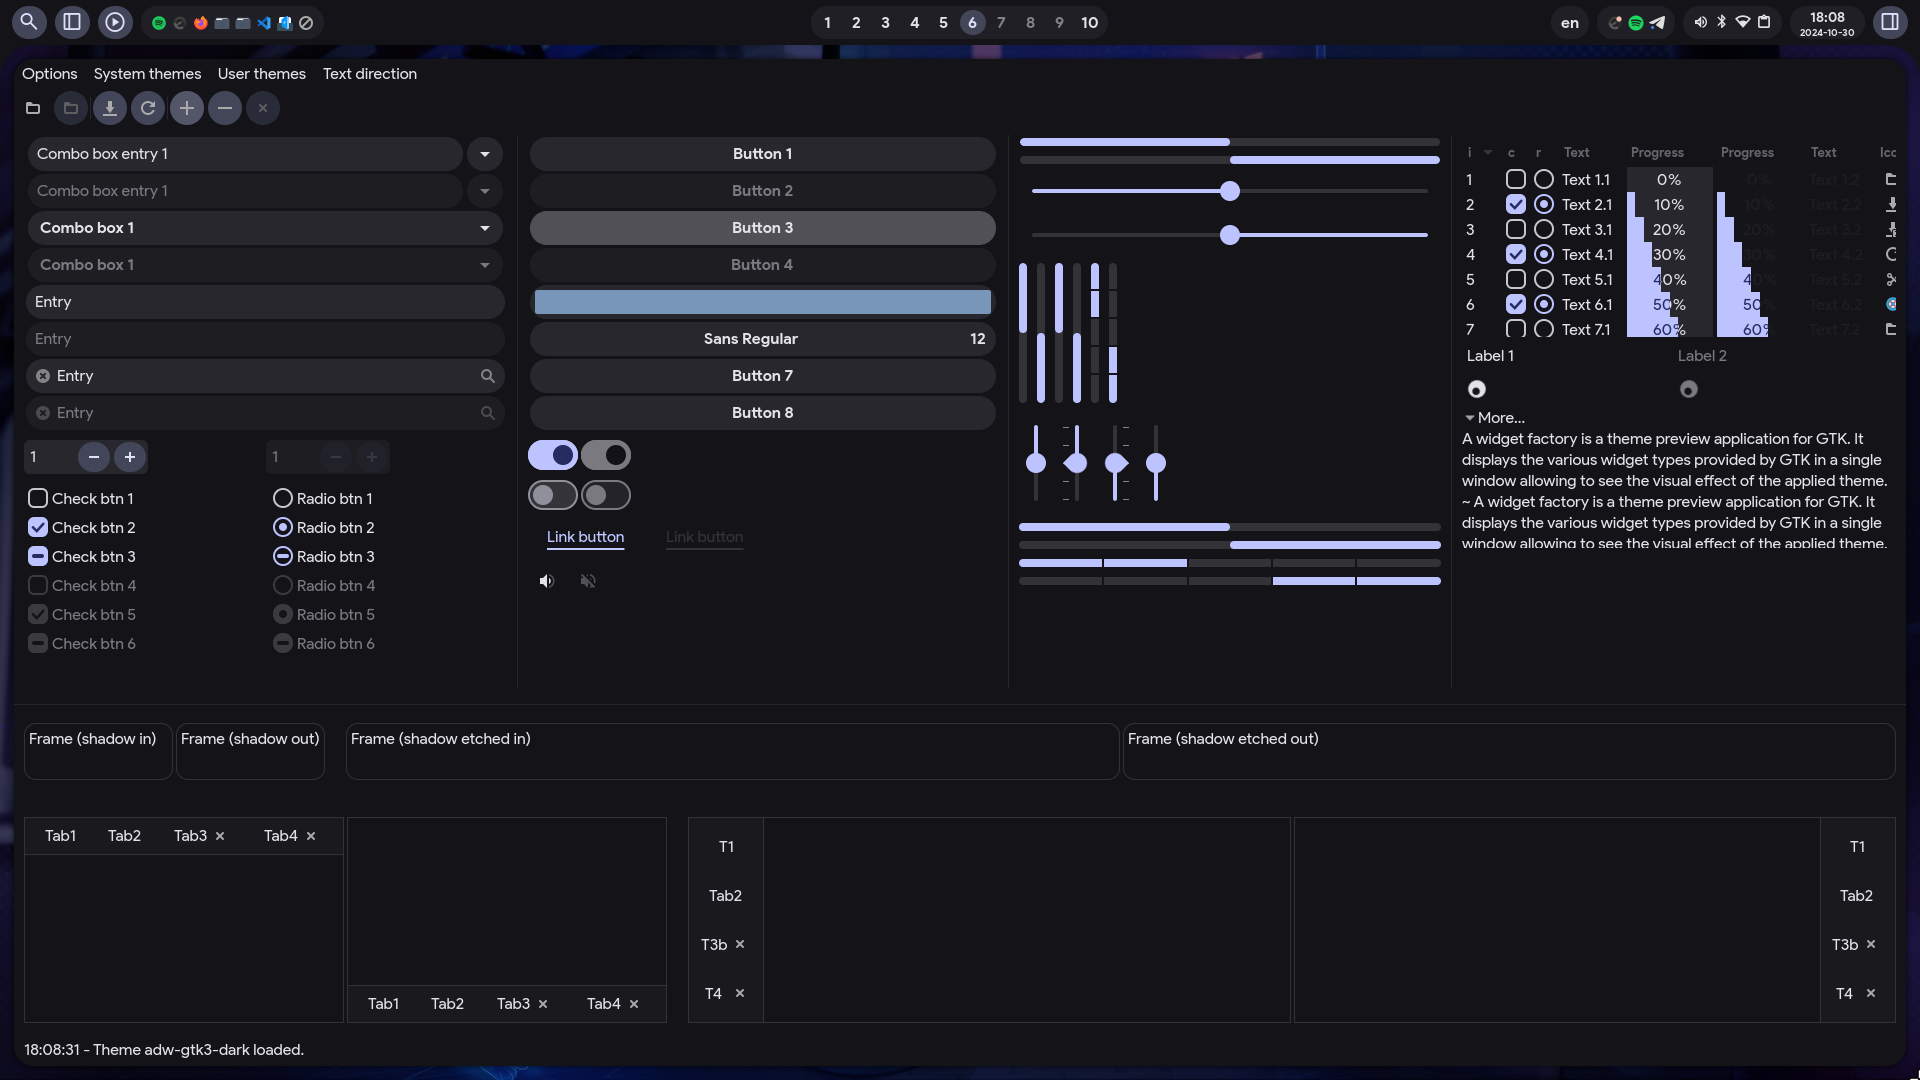 1 2 3 4 5 6 7 8 9 10
en
18:08
2024-10-30
Options System themes User themes Text direction
Combo box entry 1
Combo box entry 1
Combo box 1
Combo box 1
Entry
Entry
Entry
Entry
1
1
Check btn 1
Check btn 2
Check btn 3
Check btn 4
Check btn 5
Check btn 6
Radio btn 1
Radio btn 2
Radio btn 3
Radio btn 4
Radio btn 5
Radio btn 6
Button 1
Button 2
Button 3
Button 4
Sans Regular 12
Button 7
Button 8
Link button Link button
i c r Text Progress Progress Text
1 Text 1.1 0% 0% Text 1.2
2 Text 2.1 10% 10% Text 2.2
3 Text 3.1 20% 20% Text 3.2
4 Text 4.1 30% 30% Text 4.2
5 Text 5.1 40% 40% Text 5.2
6 Text 6.1 50% 50% Text 6.2
7 Text 7.1 60% 60% Text 7.2
Label 1 Label 2
More...
A widget factory is a theme preview application for GTK. It
displays the various widget types provided by GTK in a single
window allowing to see the visual effect of the applied theme.
~ A widget factory is a theme preview application for GTK. It
displays the various widget types provided by GTK in a single
window allowing to see the visual effect of the applied theme.
Frame (shadow in) Frame (shadow out) Frame (shadow etched in) Frame (shadow etched out)
Tab1 Tab2 Tab3 Tab4
Tab1 Tab2 Tab3 Tab4
T1
Tab2
T3b
T4
T1
Tab2
T3b
T4
18:08:31 - Theme adw-gtk3-dark loaded.